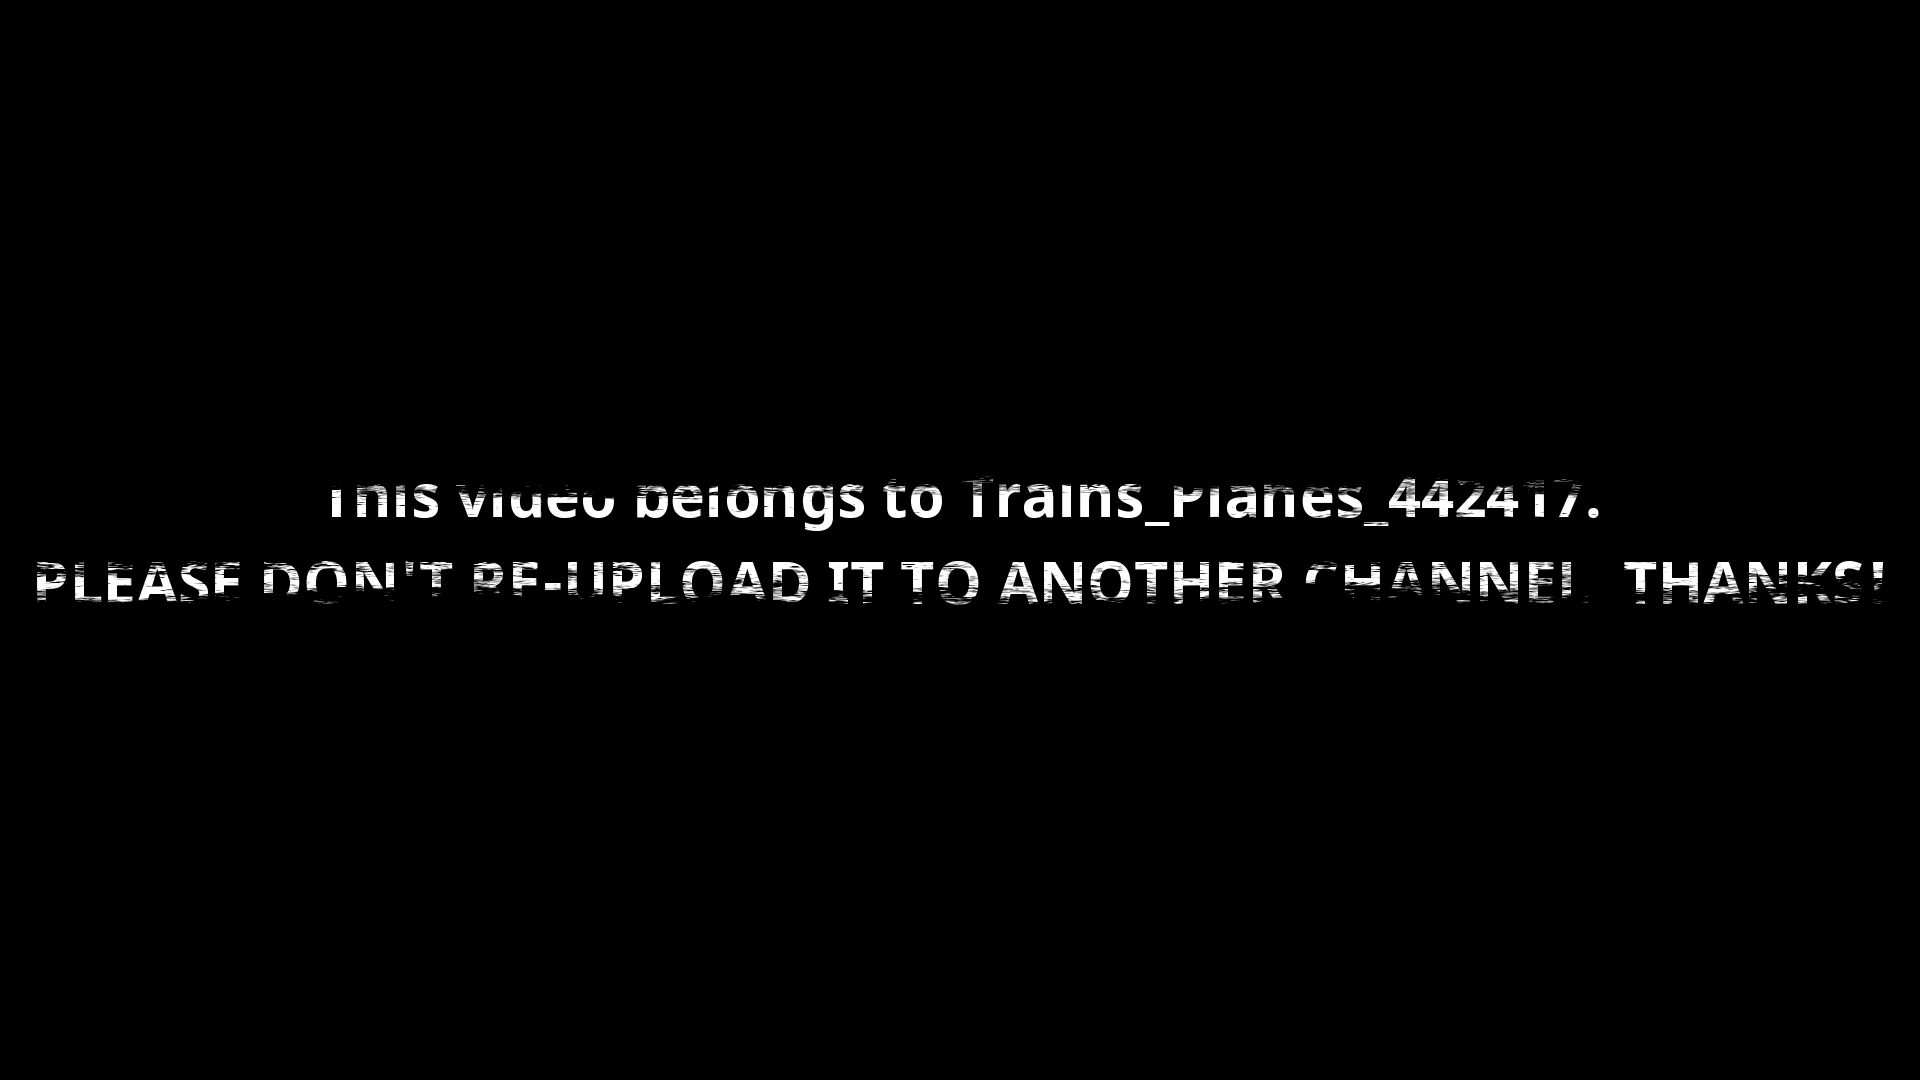 This video belongs to Trains_Planes_442417.
PLEASE DON'T RE-UPLOAD IT TO ANOTHER CHANNEL. THANKS!